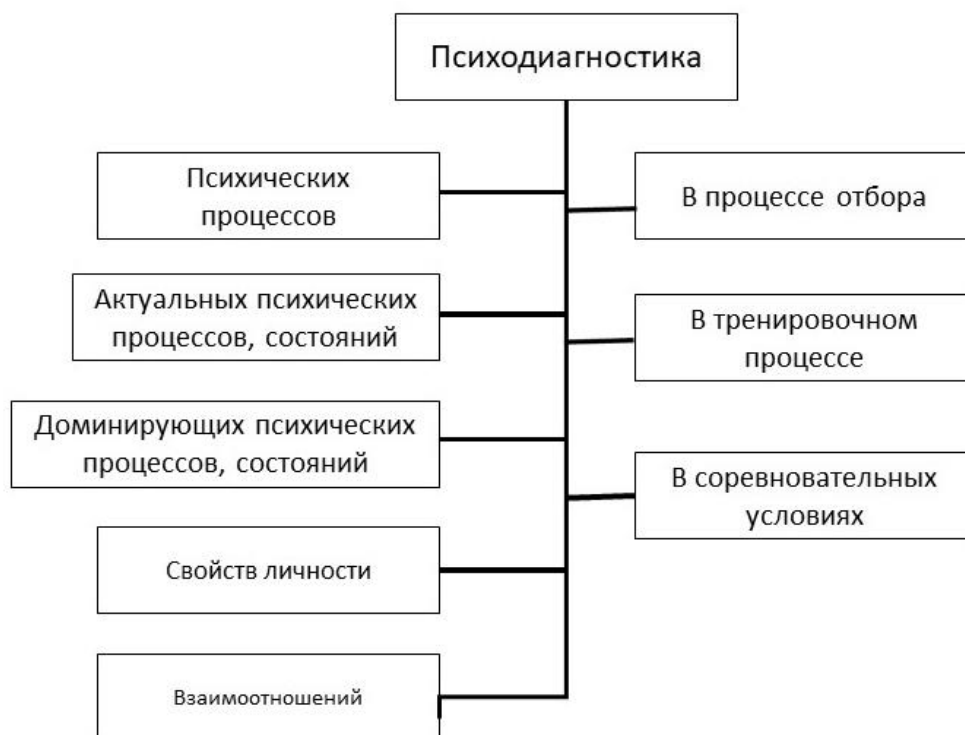 Психодиагностика
Психических
процессов
Актуальных психических
процессов, состояний
Доминирующих психических
процессов, состояний
Свойств личности
Взаимоотношений
В процессе отбора
В тренировочном
процессе
В соревновательных
условиях